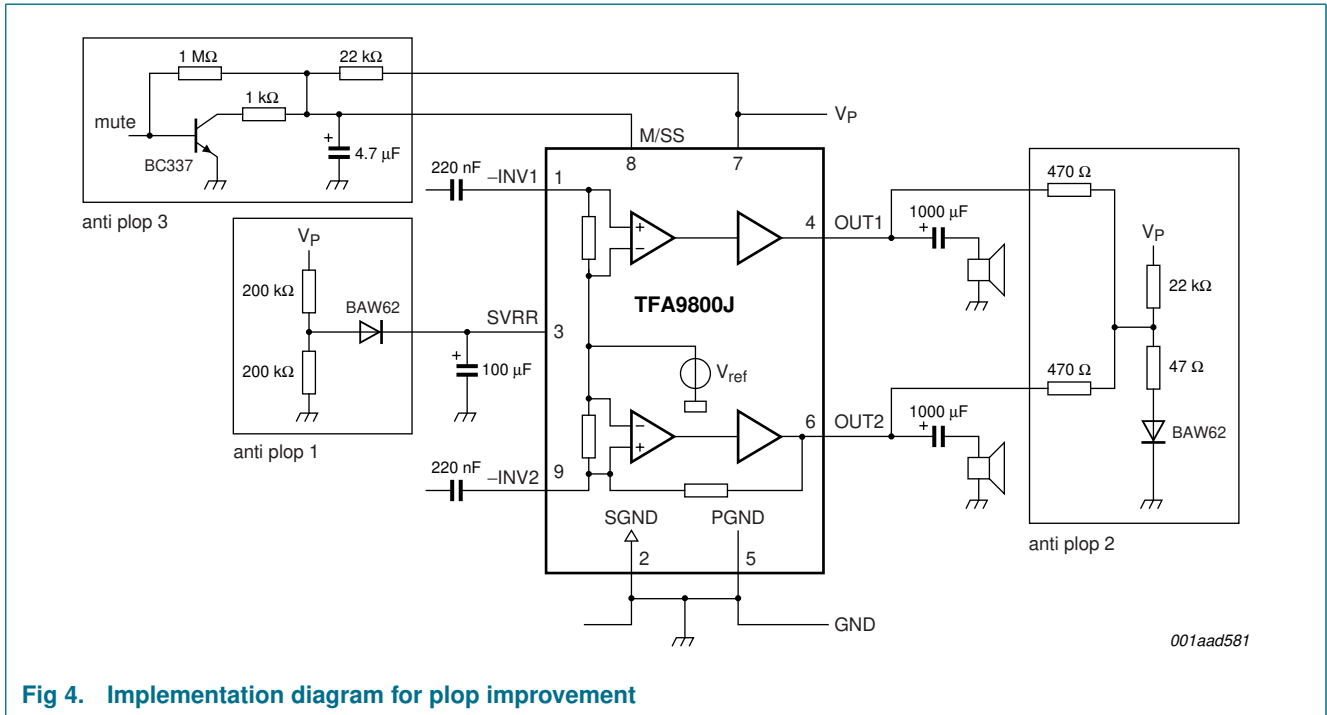 1 MΩ
22 kΩ
1 kΩ
mute
BC337
+
4.7 μF
anti plop 3
VP
M/SS
8
7
220 nF
–INV1
1
+
–
4
OUT1
1000 μF
+
470 Ω
VP
22 kΩ
47 Ω
470 Ω
BAW62
anti plop 2
VP
200 kΩ
BAW62
200 kΩ
anti plop 1
SVRR
3
+
100 μF
TFA9800J
Vref
–
+
6
OUT2
1000 μF
+
220 nF
–INV2
9
SGND
PGND
2
5
GND
001aad581
Fig 4. Implementation diagram for plop improvement